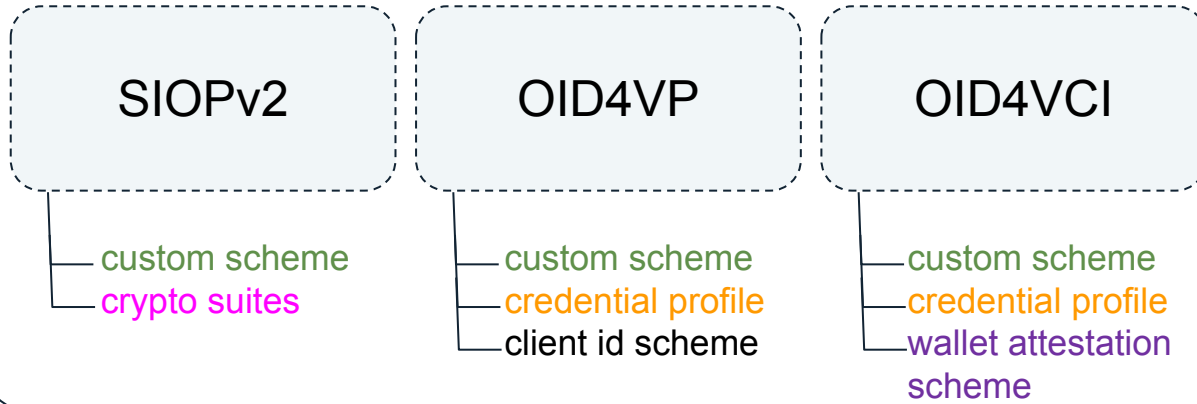 SIOPv2
custom scheme
crypto suites
OID4VP
custom scheme
credential profile
client id scheme
OID4VCI
custom scheme
credential profile
wallet attestation
scheme